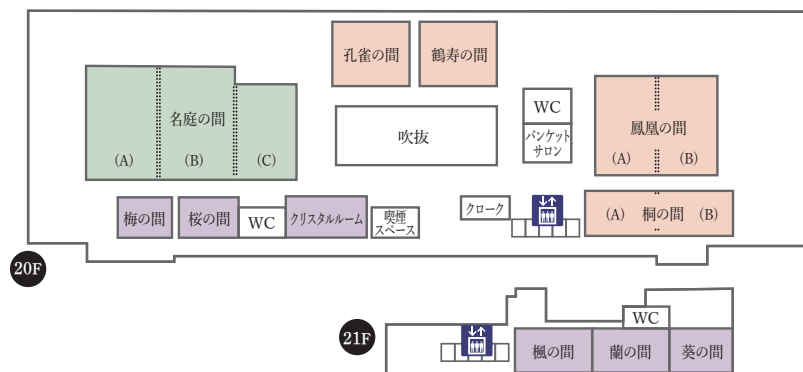 孔雀の間
鶴寿の間
名庭の間
(A)
(B)
(C)
吹抜
WC
バンケット
サロン
鳳凰の間
(A)
(B)
梅の間
桜の間
WC
クリスタルルーム
喫煙
スペース
クローク
(A) 桐の間 (B)
20F
21F
WC
楓の間
蘭の間
葵の間